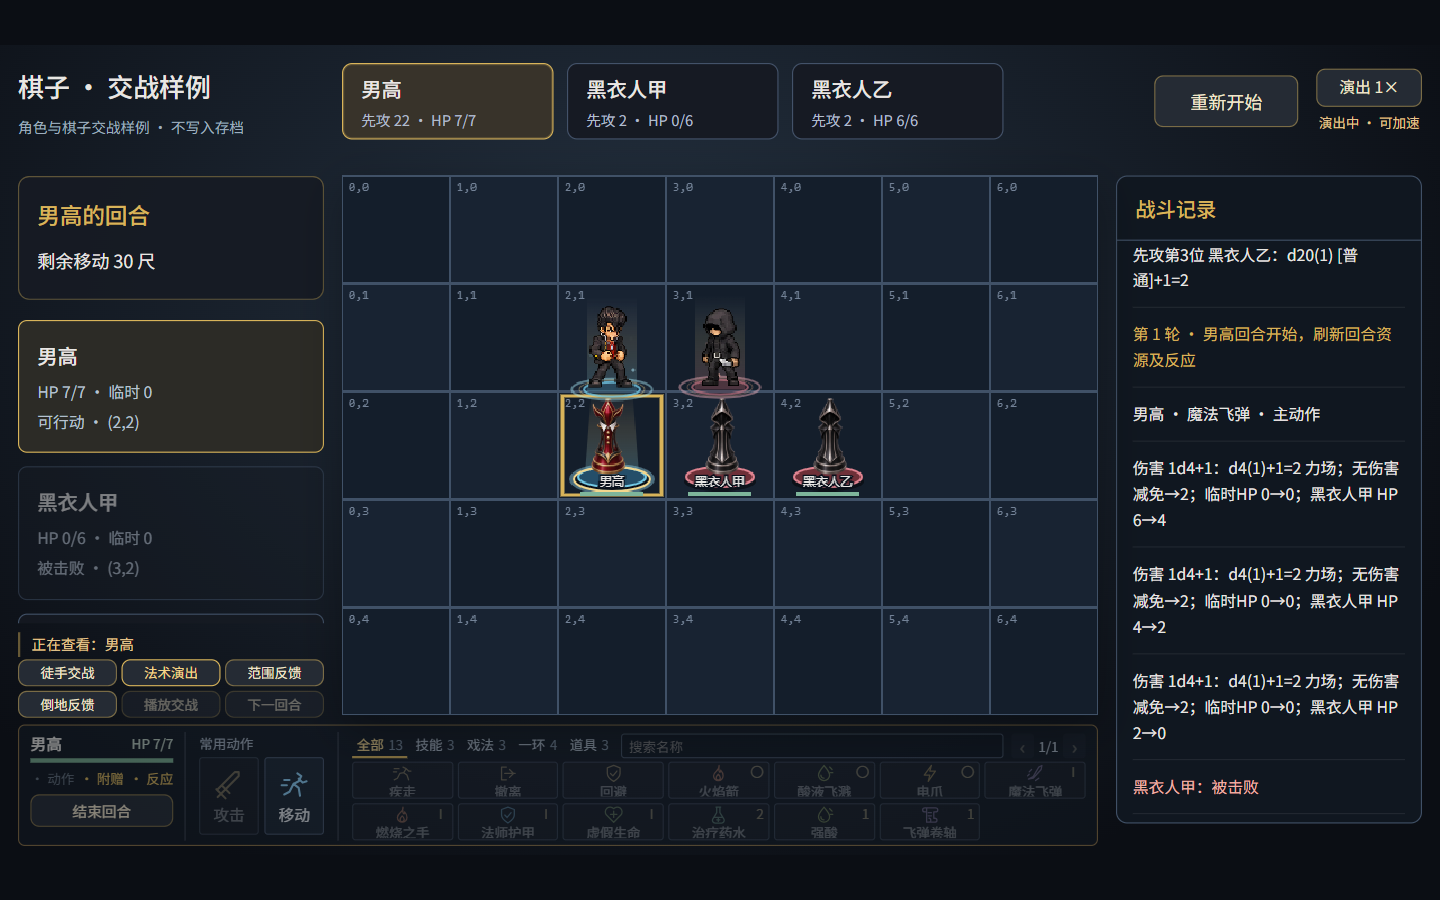 棋子 · 交战样例
角色与棋子交战样例 · 不写入存档
男高
先攻 22 · HP 7/7
黑衣人甲
先攻 2 · HP 0/6
黑衣人乙
先攻 2 · HP 6/6
重新开始
演出 1×
演出中 · 可加速
男高的回合
剩余移动 30 尺
男高
HP 7/7 · 临时 0
可行动 · (2,2)
黑衣人甲
HP 0/6 · 临时 0
被击败 · (3,2)
正在查看：男高
徒手交战
法术演出
范围反馈
倒地反馈
播放交战
下一回合
0,0
1,0
2,0
3,0
4,0
5,0
6,0
0,1
1,1
2,1
3,1
4,1
5,1
6,1
0,2
1,2
2,2
3,2
4,2
5,2
6,2
男高
黑衣人甲
黑衣人乙
0,3
1,3
2,3
3,3
4,3
5,3
6,3
0,4
1,4
2,4
3,4
4,4
5,4
6,4
战斗记录
先攻第3位 黑衣人乙：d20(1) [普
通]+1=2
第 1 轮 · 男高回合开始，刷新回合资
源及反应
男高 · 魔法飞弹 · 主动作
伤害 1d4+1：d4(1)+1=2 力场；无伤害
减免→2；临时HP 0→0；黑衣人甲 HP
6→4
伤害 1d4+1：d4(1)+1=2 力场；无伤害
减免→2；临时HP 0→0；黑衣人甲 HP
4→2
伤害 1d4+1：d4(1)+1=2 力场；无伤害
减免→2；临时HP 0→0；黑衣人甲 HP
2→0
黑衣人甲：被击败
男高
HP 7/7
· 动作 · 附赠 · 反应
结束回合
常用动作
攻击
移动
全部 13
技能 3
戏法 3
一环 4
道具 3
搜索名称
‹ 1/1 ›
疾走
撤离
回避
火焰箭
酸液飞溅
电爪
魔法飞弹
I
燃烧之手
I
法师护甲
I
虚假生命
I
治疗药水
2
强酸
1
飞弹卷轴
1